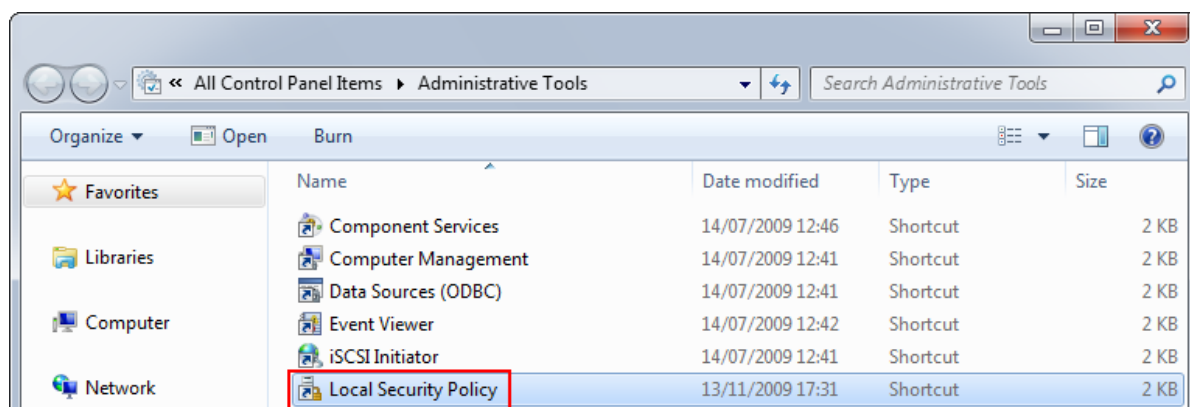 « All Control Panel Items ▸ Administrative Tools Search Administrative Tools
Organize Open Burn
Favorites Name Date modified Type Size
Component Services 14/07/2009 12:46 Shortcut 2 KB
Libraries Computer Management 14/07/2009 12:41 Shortcut 2 KB
Data Sources (ODBC) 14/07/2009 12:41 Shortcut 2 KB
Computer Event Viewer 14/07/2009 12:42 Shortcut 2 KB
iSCSI Initiator 14/07/2009 12:41 Shortcut 2 KB
Network Local Security Policy 13/11/2009 17:31 Shortcut 2 KB